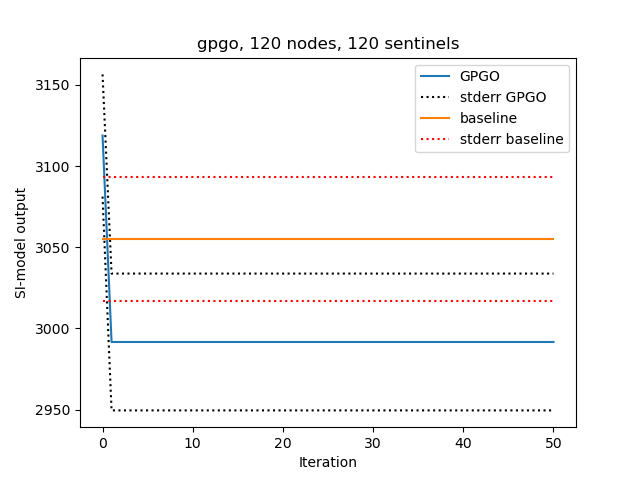 gpgo, 120 nodes, 120 sentinels
GPGO
stderr GPGO
baseline
stderr baseline
SI-model output
3150
3100
3050
3000
2950
0 10 20 30 40 50
Iteration